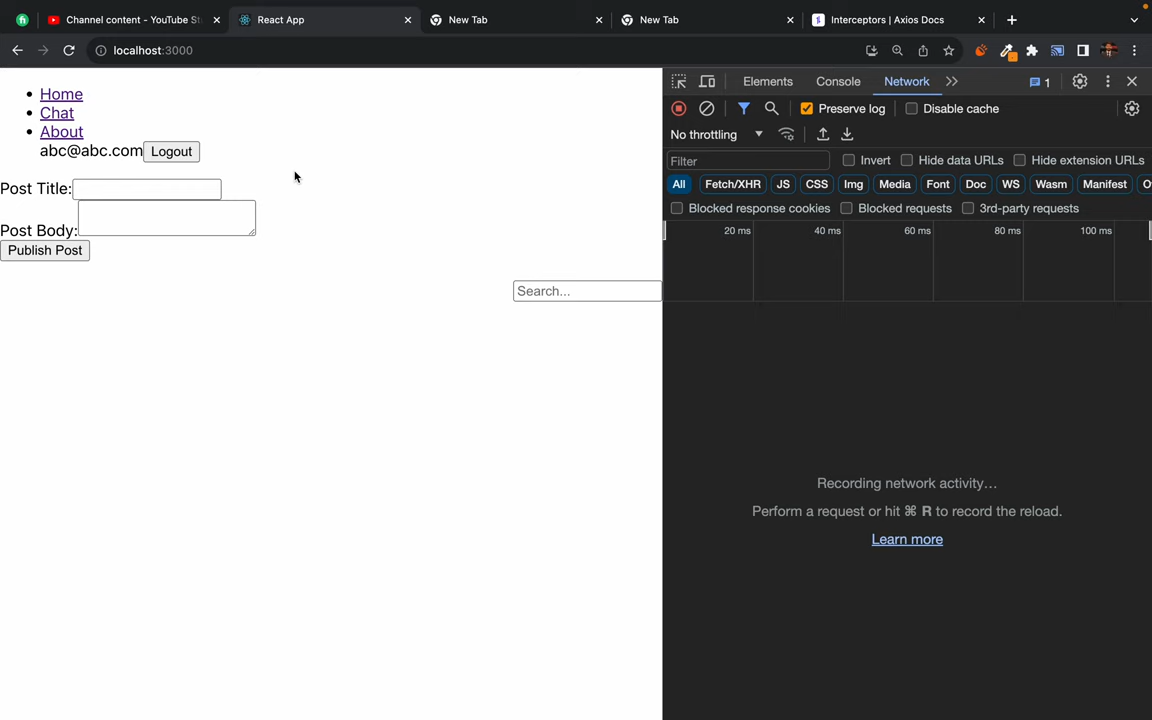 Channel content - YouTube St
React App
New Tab
New Tab
Interceptors | Axios Docs
localhost:3000
Home
Chat
About
abc@abc.com Logout
Post Title:
Post Body:
Publish Post
Search...
Elements Console Network 1
Preserve log Disable cache
No throttling
Filter Invert Hide data URLs Hide extension URLs
All Fetch/XHR JS CSS Img Media Font Doc WS Wasm Manifest O
Blocked response cookies Blocked requests 3rd-party requests
20 ms 40 ms 60 ms 80 ms 100 ms
Recording network activity…
Perform a request or hit ⌘ R to record the reload.
Learn more